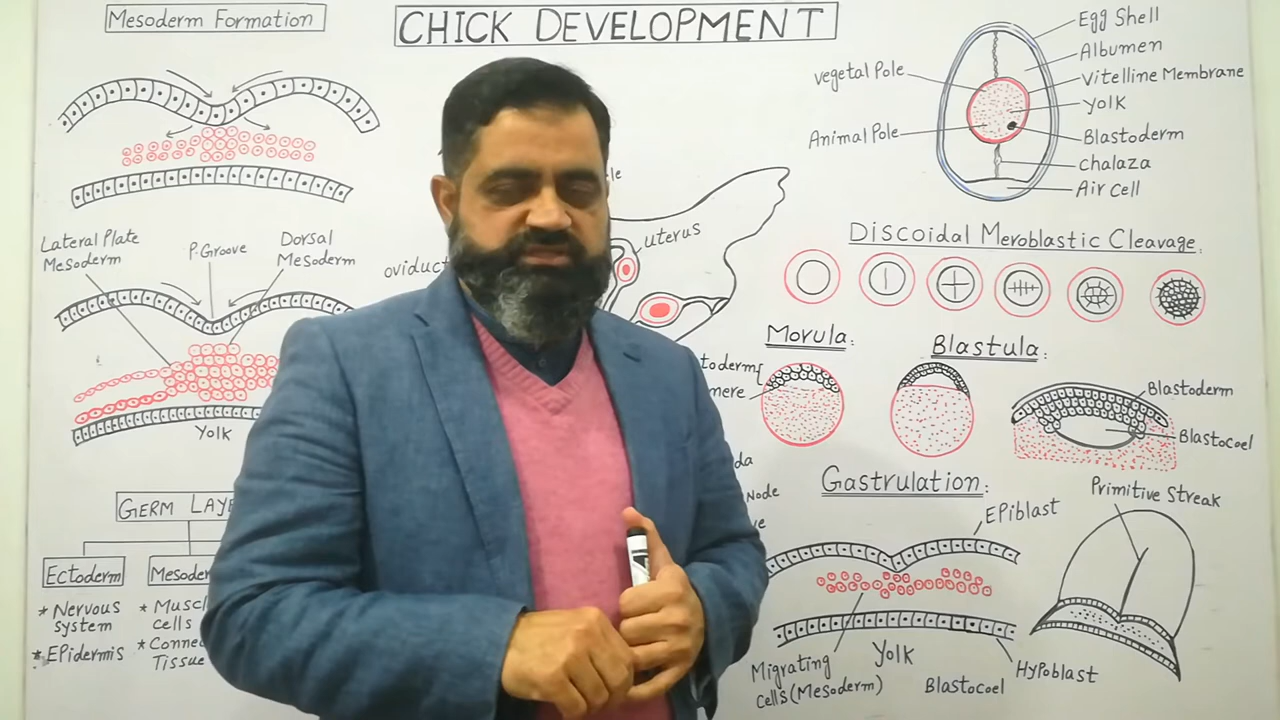 Mesoderm Formation
CHICK DEVELOPMENT
Lateral Plate
Mesoderm
P.Groove
Dorsal
Mesoderm
Yolk
GERM
Ectoderm
* Nervous
system
* EPidermis
*
cells
*
Tissue
oviduct
uterus
Egg Shell
Albumen
Vitelline Membrane
Yolk
Blastoderm
Chalaza
Air cell
vegetal Pole
Animal Pole
Discoidal Meroblastic Cleavage.
Morula:
Blastula:
Blastoderm
Blastocoel
Node
Gastrulation:
EPiblast
Primitive Streak
Migrating
cells(Mesoderm)
Yolk
Blastocoel
HyPoblast